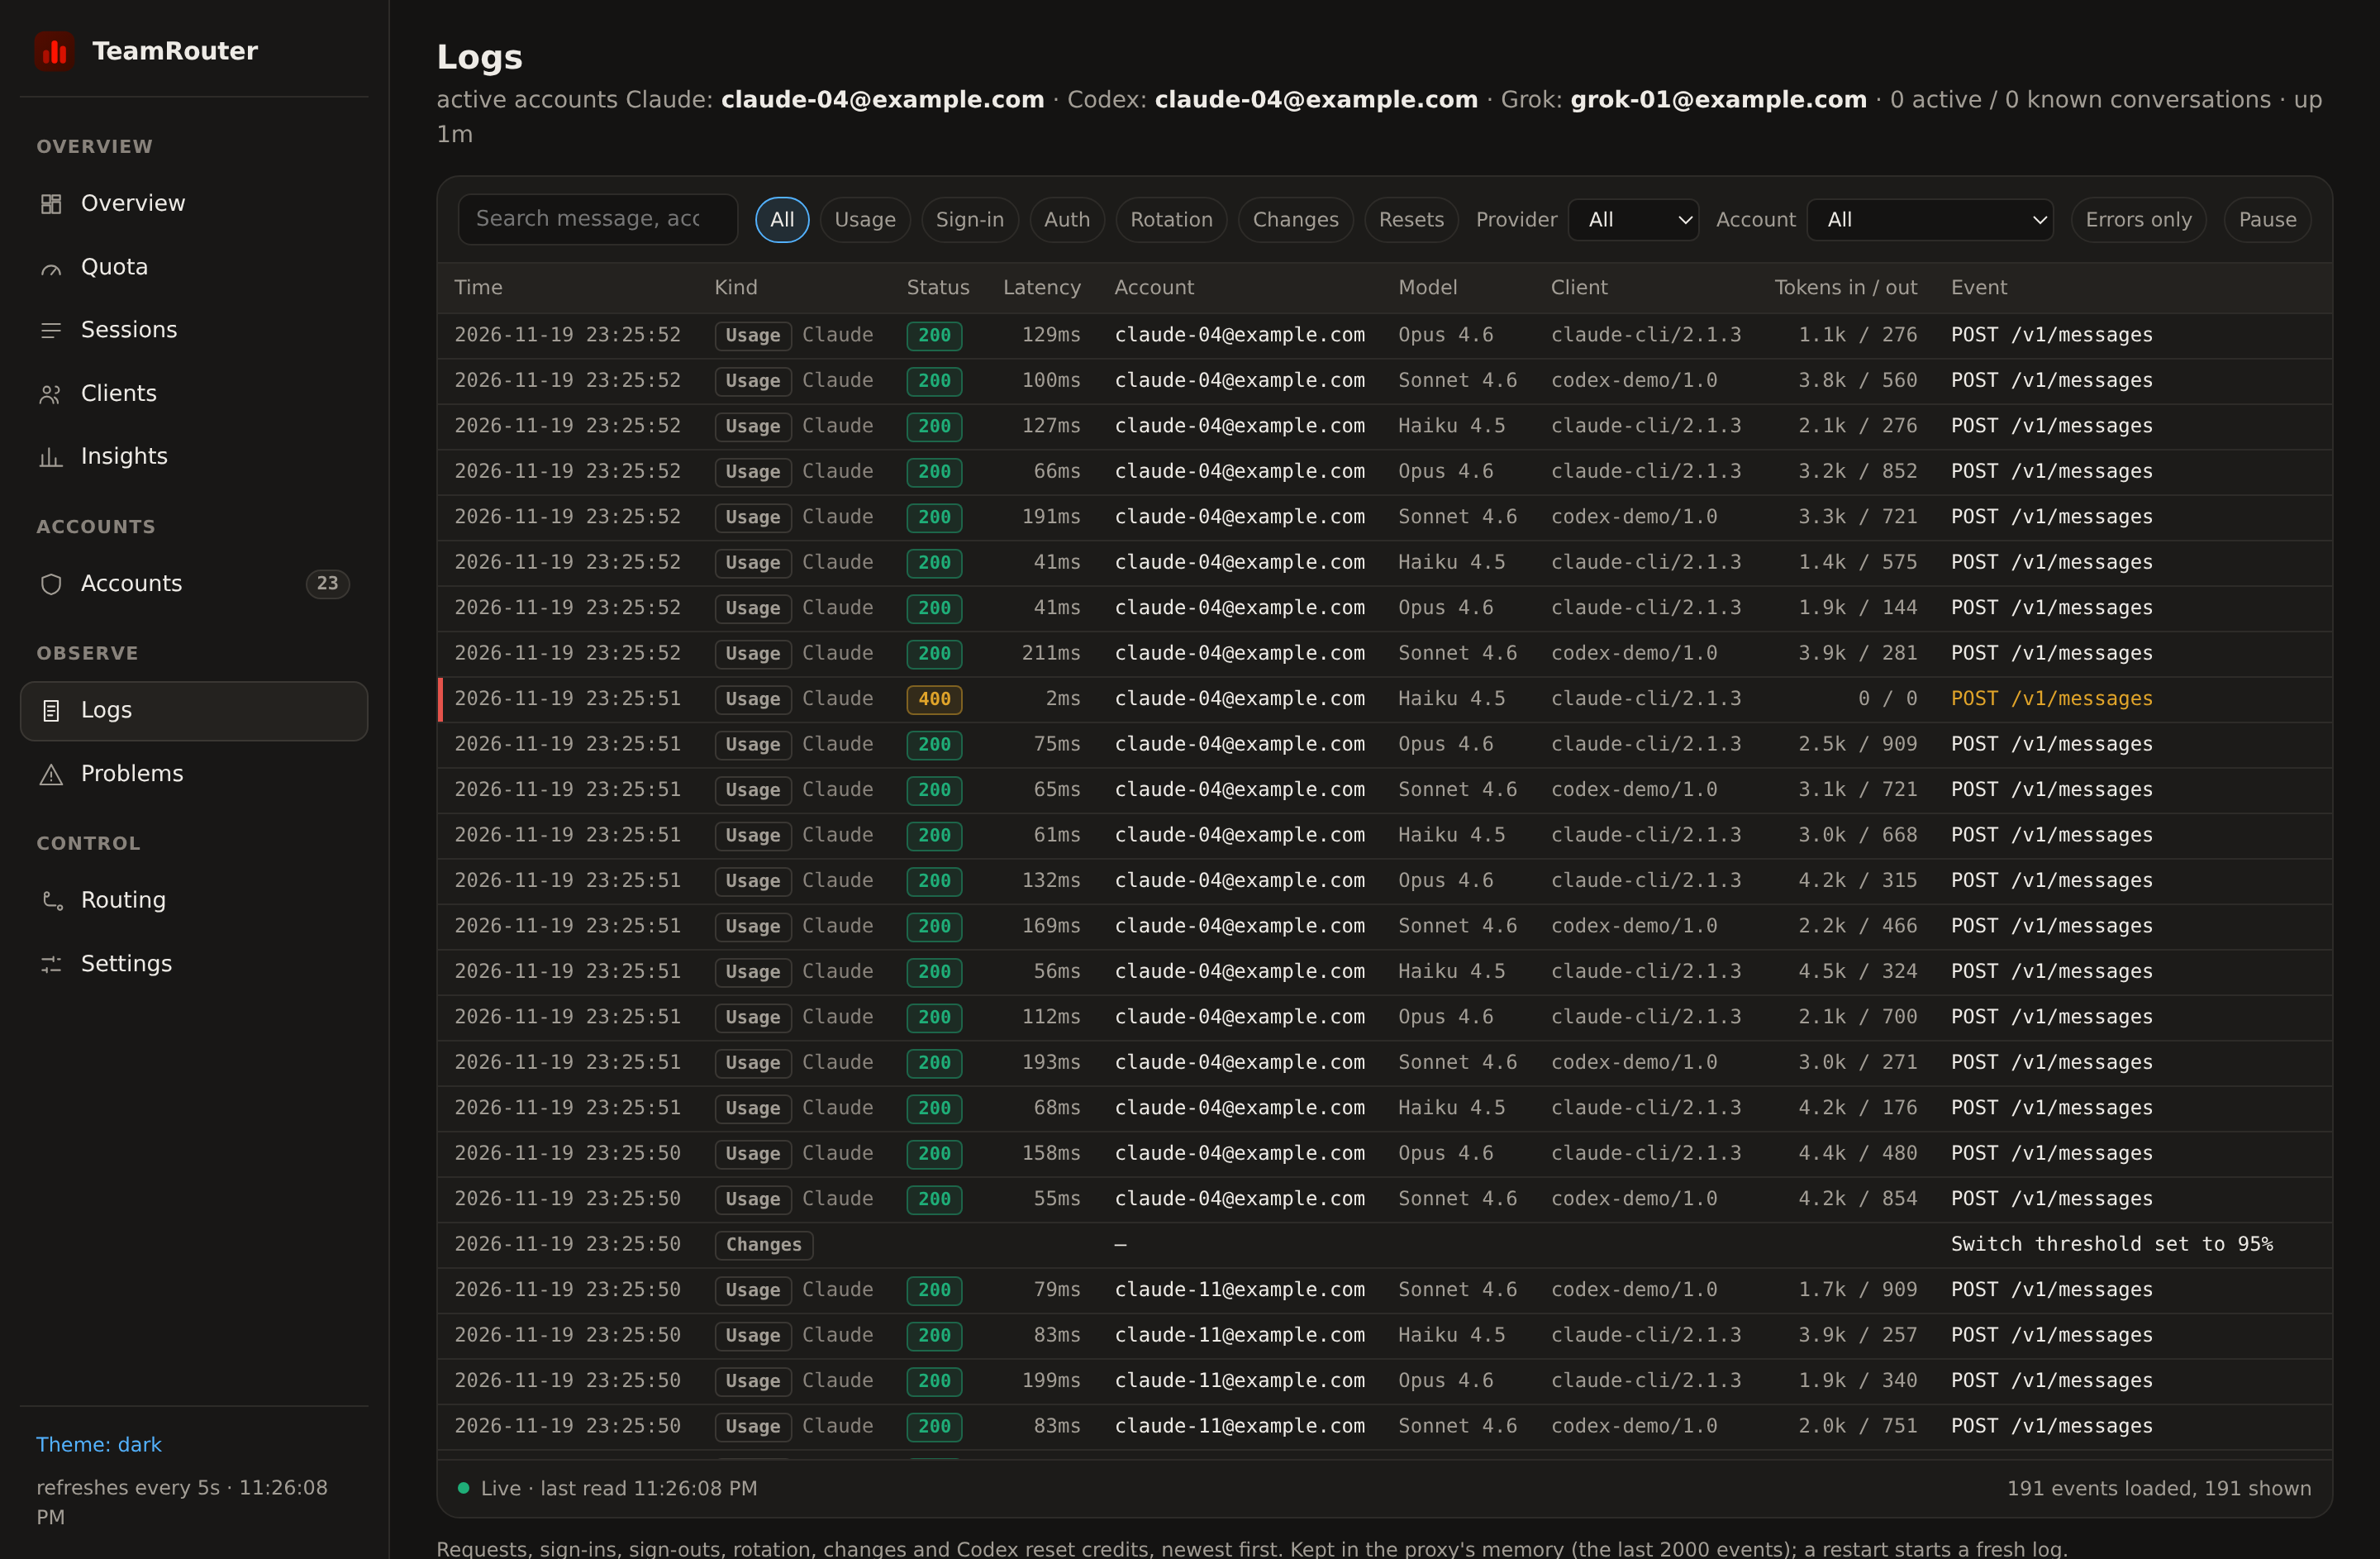 TeamRouter
OVERVIEW
Overview
Quota
Sessions
Clients
Insights
ACCOUNTS
Accounts 23
OBSERVE
Logs
Problems
CONTROL
Routing
Settings
Theme: dark
refreshes every 5s · 11:26:08
PM
Logs
active accounts Claude: claude-04@example.com · Codex: claude-04@example.com · Grok: grok-01@example.com · 0 active / 0 known conversations · up
1m
Search message, acc All Usage Sign-in Auth Rotation Changes Resets Provider All Account All Errors only Pause
Time Kind Status Latency Account Model Client Tokens in / out Event
2026-11-19 23:25:52 Usage Claude 200 129ms claude-04@example.com Opus 4.6 claude-cli/2.1.3 1.1k / 276 POST /v1/messages
2026-11-19 23:25:52 Usage Claude 200 100ms claude-04@example.com Sonnet 4.6 codex-demo/1.0 3.8k / 560 POST /v1/messages
2026-11-19 23:25:52 Usage Claude 200 127ms claude-04@example.com Haiku 4.5 claude-cli/2.1.3 2.1k / 276 POST /v1/messages
2026-11-19 23:25:52 Usage Claude 200 66ms claude-04@example.com Opus 4.6 claude-cli/2.1.3 3.2k / 852 POST /v1/messages
2026-11-19 23:25:52 Usage Claude 200 191ms claude-04@example.com Sonnet 4.6 codex-demo/1.0 3.3k / 721 POST /v1/messages
2026-11-19 23:25:52 Usage Claude 200 41ms claude-04@example.com Haiku 4.5 claude-cli/2.1.3 1.4k / 575 POST /v1/messages
2026-11-19 23:25:52 Usage Claude 200 41ms claude-04@example.com Opus 4.6 claude-cli/2.1.3 1.9k / 144 POST /v1/messages
2026-11-19 23:25:52 Usage Claude 200 211ms claude-04@example.com Sonnet 4.6 codex-demo/1.0 3.9k / 281 POST /v1/messages
2026-11-19 23:25:51 Usage Claude 400 2ms claude-04@example.com Haiku 4.5 claude-cli/2.1.3 0 / 0 POST /v1/messages
2026-11-19 23:25:51 Usage Claude 200 75ms claude-04@example.com Opus 4.6 claude-cli/2.1.3 2.5k / 909 POST /v1/messages
2026-11-19 23:25:51 Usage Claude 200 65ms claude-04@example.com Sonnet 4.6 codex-demo/1.0 3.1k / 721 POST /v1/messages
2026-11-19 23:25:51 Usage Claude 200 61ms claude-04@example.com Haiku 4.5 claude-cli/2.1.3 3.0k / 668 POST /v1/messages
2026-11-19 23:25:51 Usage Claude 200 132ms claude-04@example.com Opus 4.6 claude-cli/2.1.3 4.2k / 315 POST /v1/messages
2026-11-19 23:25:51 Usage Claude 200 169ms claude-04@example.com Sonnet 4.6 codex-demo/1.0 2.2k / 466 POST /v1/messages
2026-11-19 23:25:51 Usage Claude 200 56ms claude-04@example.com Haiku 4.5 claude-cli/2.1.3 4.5k / 324 POST /v1/messages
2026-11-19 23:25:51 Usage Claude 200 112ms claude-04@example.com Opus 4.6 claude-cli/2.1.3 2.1k / 700 POST /v1/messages
2026-11-19 23:25:51 Usage Claude 200 193ms claude-04@example.com Sonnet 4.6 codex-demo/1.0 3.0k / 271 POST /v1/messages
2026-11-19 23:25:51 Usage Claude 200 68ms claude-04@example.com Haiku 4.5 claude-cli/2.1.3 4.2k / 176 POST /v1/messages
2026-11-19 23:25:50 Usage Claude 200 158ms claude-04@example.com Opus 4.6 claude-cli/2.1.3 4.4k / 480 POST /v1/messages
2026-11-19 23:25:50 Usage Claude 200 55ms claude-04@example.com Sonnet 4.6 codex-demo/1.0 4.2k / 854 POST /v1/messages
2026-11-19 23:25:50 Changes — Switch threshold set to 95%
2026-11-19 23:25:50 Usage Claude 200 79ms claude-11@example.com Sonnet 4.6 codex-demo/1.0 1.7k / 909 POST /v1/messages
2026-11-19 23:25:50 Usage Claude 200 83ms claude-11@example.com Haiku 4.5 claude-cli/2.1.3 3.9k / 257 POST /v1/messages
2026-11-19 23:25:50 Usage Claude 200 199ms claude-11@example.com Opus 4.6 claude-cli/2.1.3 1.9k / 340 POST /v1/messages
2026-11-19 23:25:50 Usage Claude 200 83ms claude-11@example.com Sonnet 4.6 codex-demo/1.0 2.0k / 751 POST /v1/messages
Live · last read 11:26:08 PM 191 events loaded, 191 shown
Requests, sign-ins, sign-outs, rotation, changes and Codex reset credits, newest first. Kept in the proxy's memory (the last 2000 events); a restart starts a fresh log.